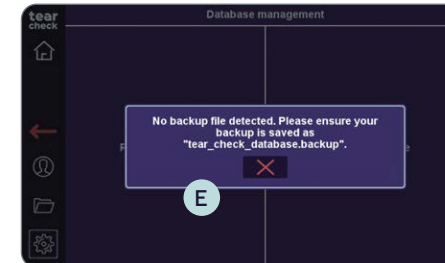 tear
check
Database management
No backup file detected. Please ensure your
backup is saved as
"tear_check_database.backup".
E